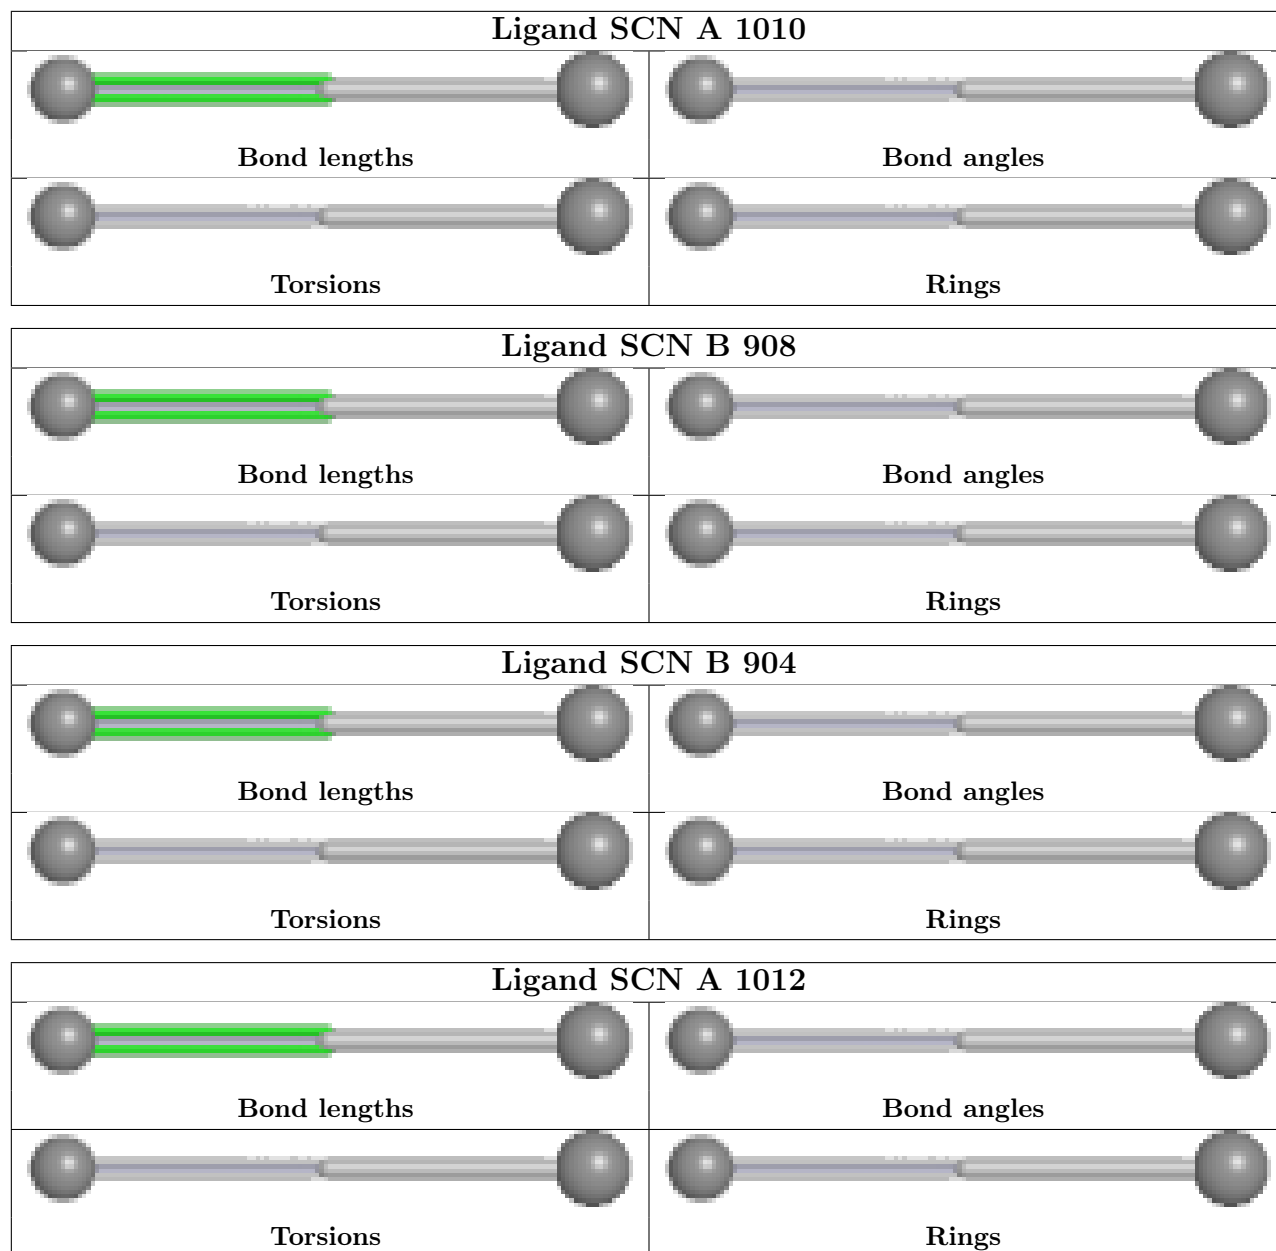 Ligand SCN A 1010
Bond lengths
Bond angles
Torsions
Rings
Ligand SCN B 908
Bond lengths
Bond angles
Torsions
Rings
Ligand SCN B 904
Bond lengths
Bond angles
Torsions
Rings
Ligand SCN A 1012
Bond lengths
Bond angles
Torsions
Rings